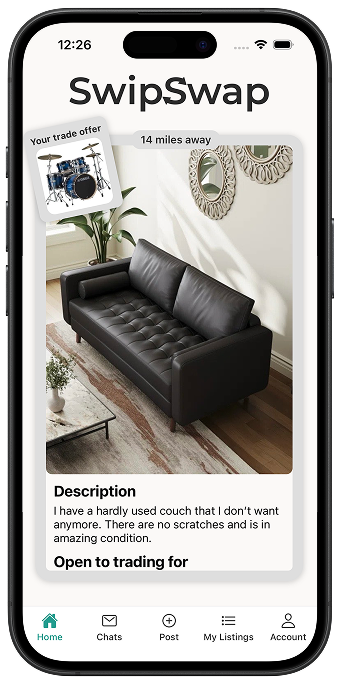 12:26
SwipSwap
Your trade offer
14 miles away
Description
I have a hardly used couch that I don't want
anymore. There are no scratches and is in
amazing condition.
Open to trading for
Home
Chats
Post
My Listings
Account